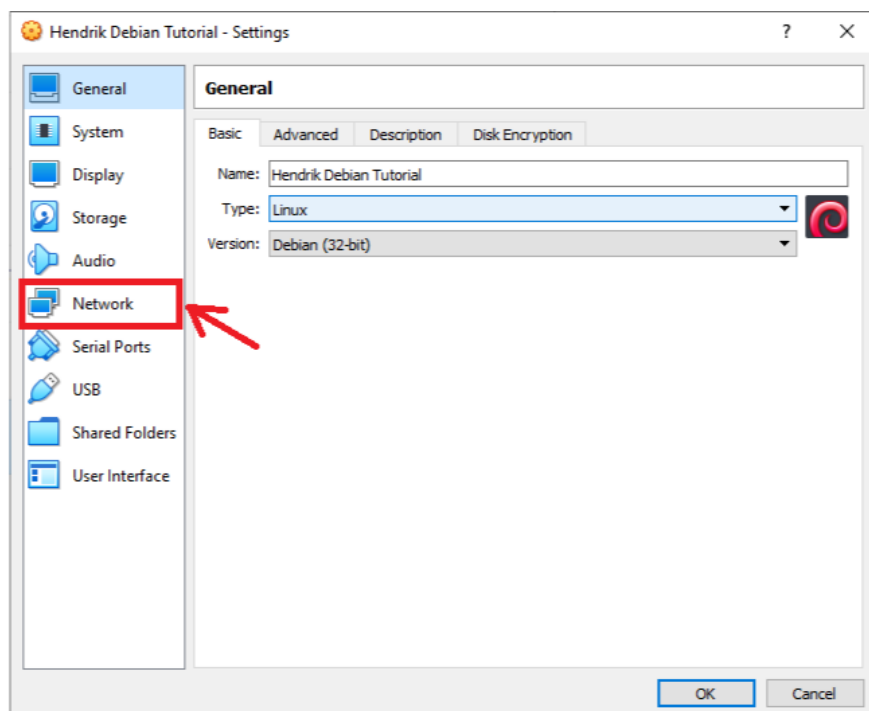 Hendrik Debian Tutorial - Settings
?
General
System
Display
Storage
Audio
Network
Serial Ports
USB
Shared Folders
User Interface
General
Basic Advanced Description Disk Encryption
Name: Hendrik Debian Tutorial
Type: Linux
Version: Debian (32-bit)
OK Cancel